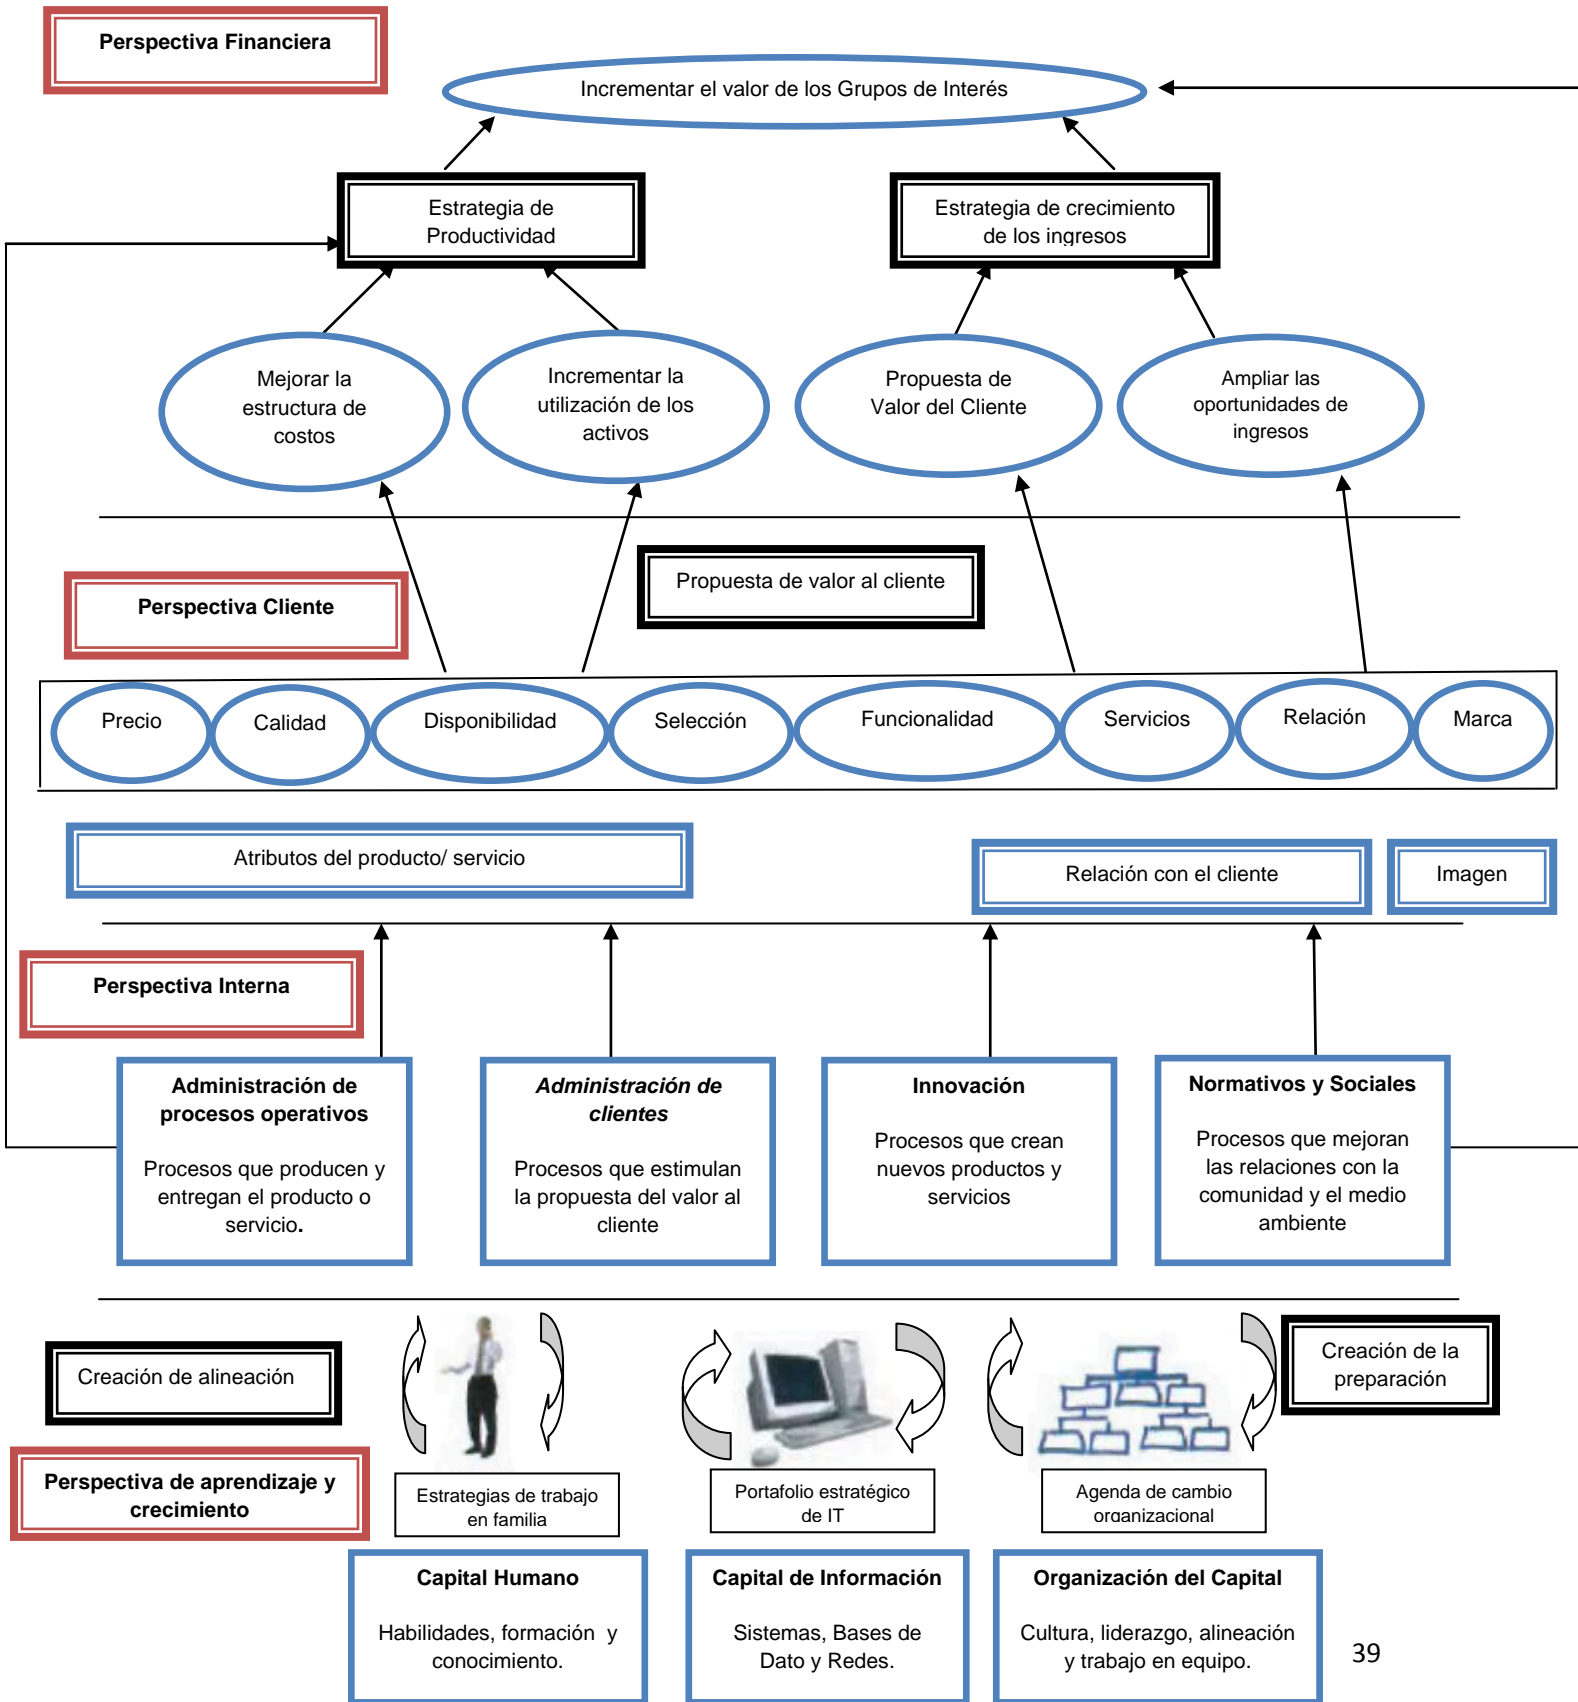 Perspectiva Financiera
Incrementar el valor de los Grupos de Interés
Estrategia de
Productividad
Estrategia de crecimiento
de los ingresos
Mejorar la
estructura de
costos
Incrementar la
utilización de los
activos
Propuesta de
Valor del Cliente
Ampliar las
oportunidades de
ingresos
Propuesta de valor al cliente
Perspectiva Cliente
Precio
Calidad
Disponibilidad
Selección
Funcionalidad
Servicios
Relación
Marca
Atributos del producto/ servicio
Relación con el cliente
Imagen
Perspectiva Interna
Administración de
procesos operativos
Procesos que producen y
entregan el producto o
servicio.
Administración de
clientes
Procesos que estimulan
la propuesta del valor al
cliente
Innovación
Procesos que crean
nuevos productos y
servicios
Normativos y Sociales
Procesos que mejoran
las relaciones con la
comunidad y el medio
ambiente
Creación de alineación
Creación de la
preparación
Perspectiva de aprendizaje y
crecimiento
Estrategias de trabajo
en familia
Portafolio estratégico
de IT
Agenda de cambio
organizacional
Capital Humano
Habilidades, formación y
conocimiento.
Capital de Información
Sistemas, Bases de
Dato y Redes.
Organización del Capital
Cultura, liderazgo, alineación
y trabajo en equipo.
39